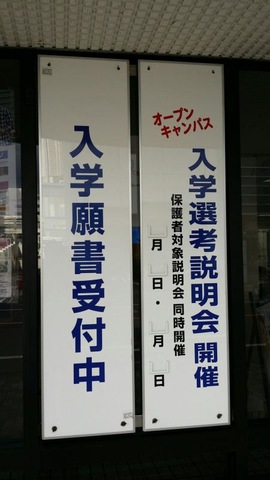 オープン
キャンパス
入学選考説明会 開催
保護者対象説明会 同時開催
月 日・ 月 日
入学願書受付中